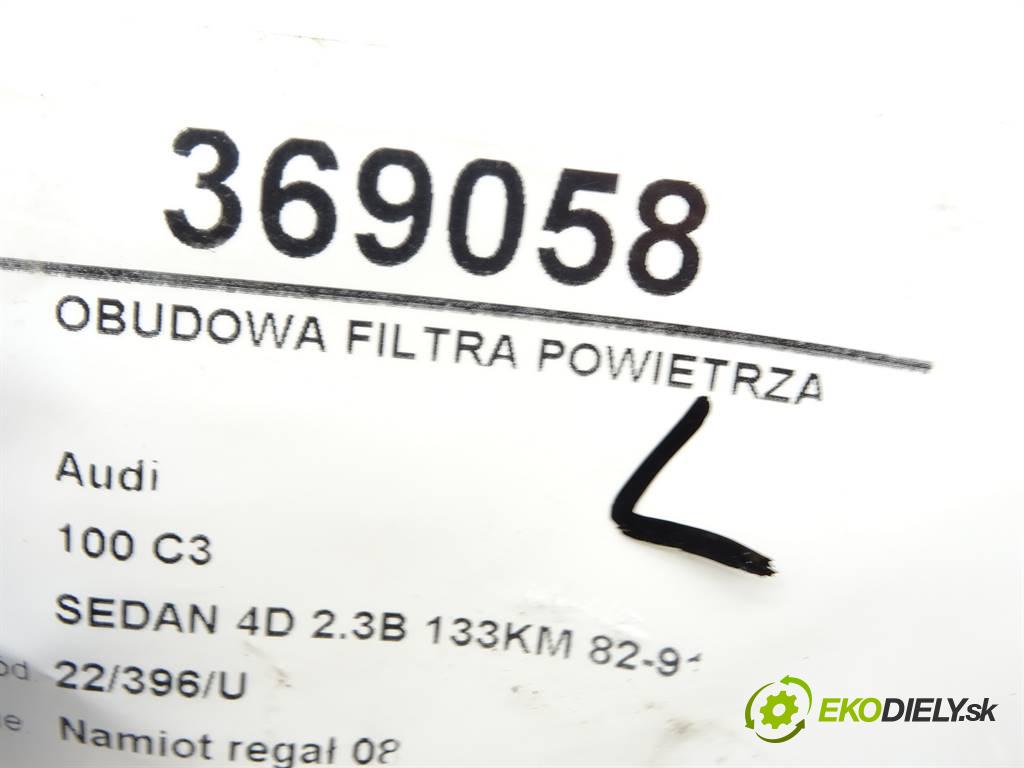 369058
OBUDOWA FILTRA POWIETRZA
L
Audi
100 C3
SEDAN 4D 2.3B 133KM 82-91
22/396/U
Namiot regał 08
EKODIELY.sk